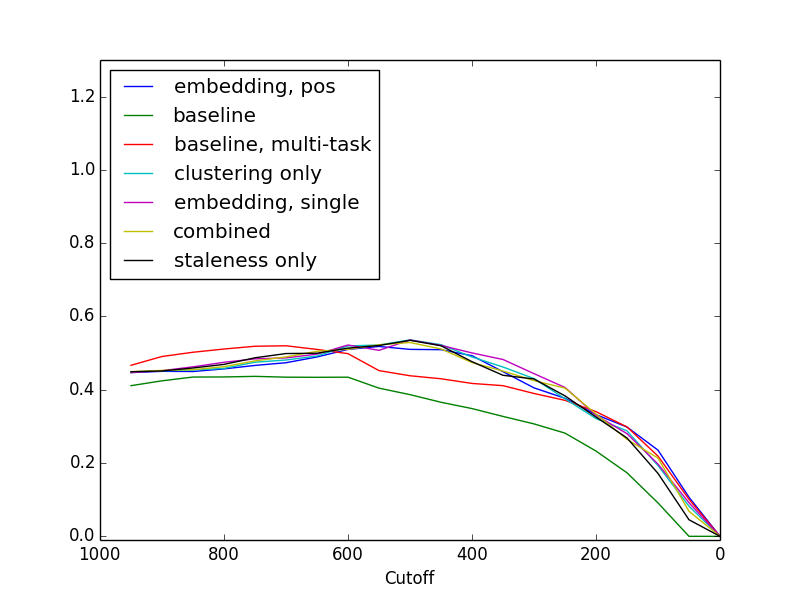 1.2
1.0
0.8
0.6
0.4
0.2
0.0
embedding, pos
baseline
baseline, multi-task
clustering only
embedding, single
combined
staleness only
1000 800 600 400 200 0
Cutoff